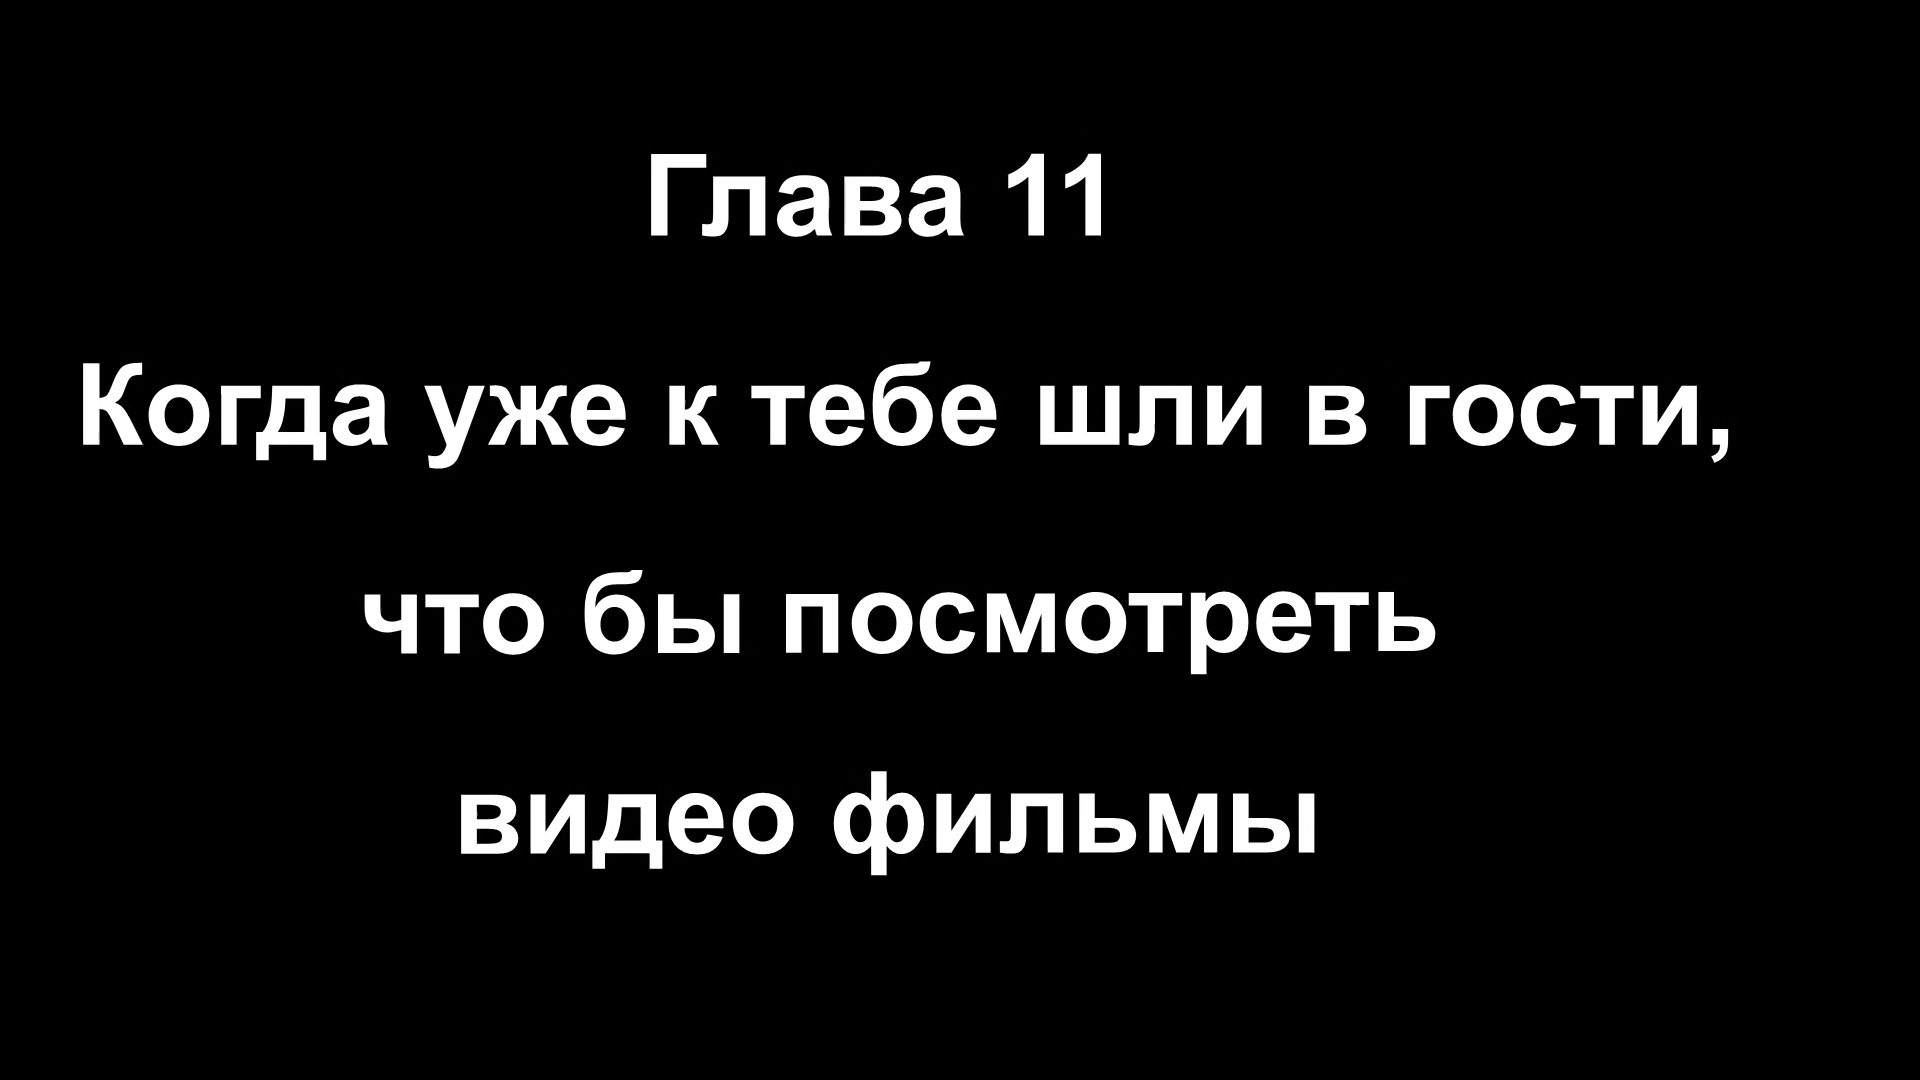 Глава 11
Когда уже к тебе шли в гости,
что бы посмотреть
видео фильмы